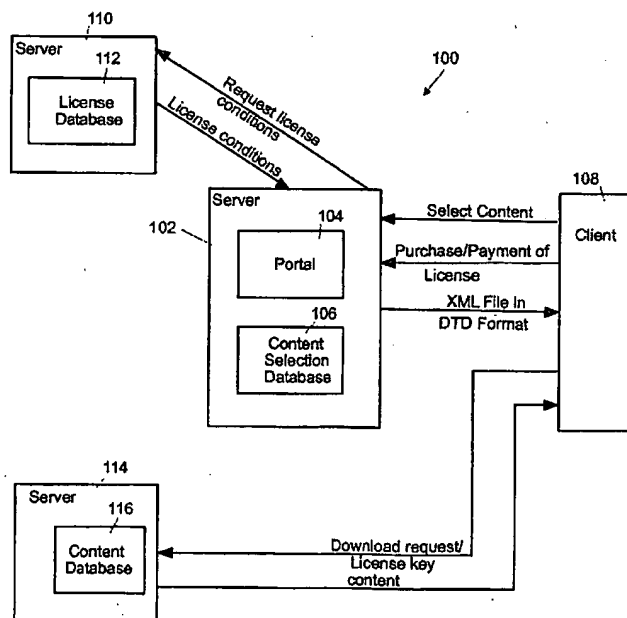 110
Server
112
License
Database
Request license
conditions
License conditions
100
108
Client
Server
102
104
Portal
106
Content
Selection
Database
Select Content
Purchase/Payment of
License
XML File In
DTD Format
114
Server
116
Content
Database
Download request/
License key
content